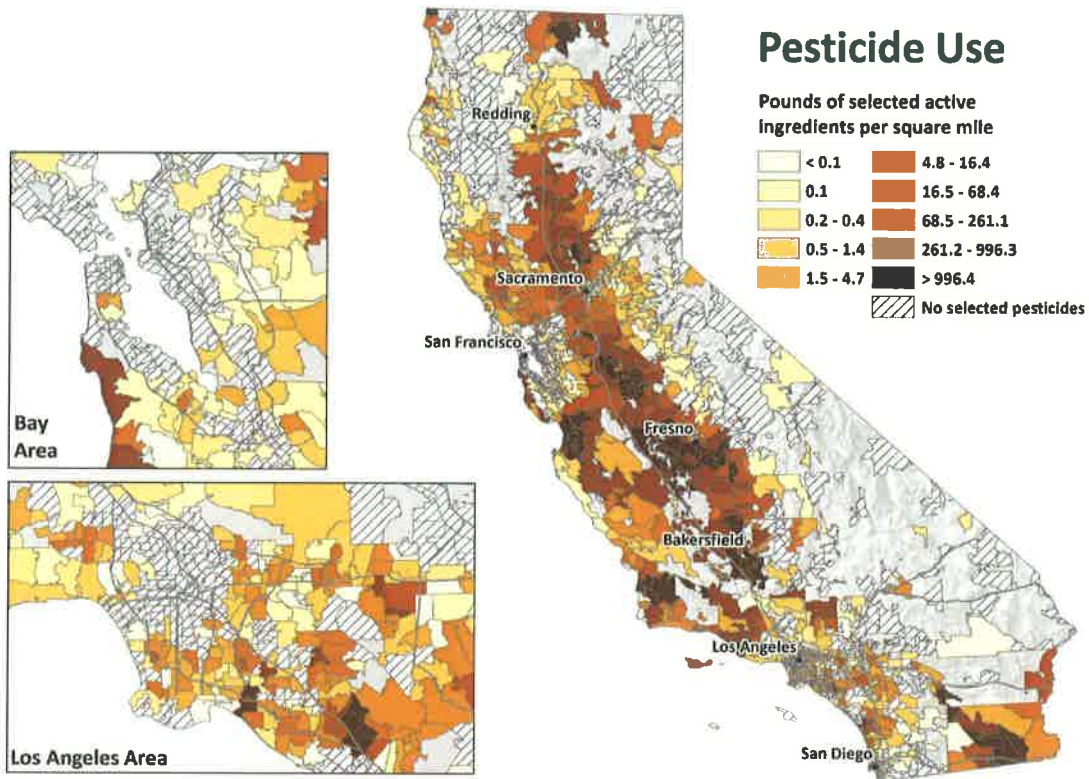 Pesticide Use
Pounds of selected active
ingredients per square mile
< 0.1
0.1
0.2 - 0.4
0.5 - 1.4
1.5 - 4.7
4.8 - 16.4
16.5 - 68.4
68.5 - 261.1
261.2 - 996.3
> 996.4
No selected pesticides
Redding
Sacramento
San Francisco
Fresno
Bakersfield
Los Angeles
San Diego
Bay
Area
Los Angeles Area